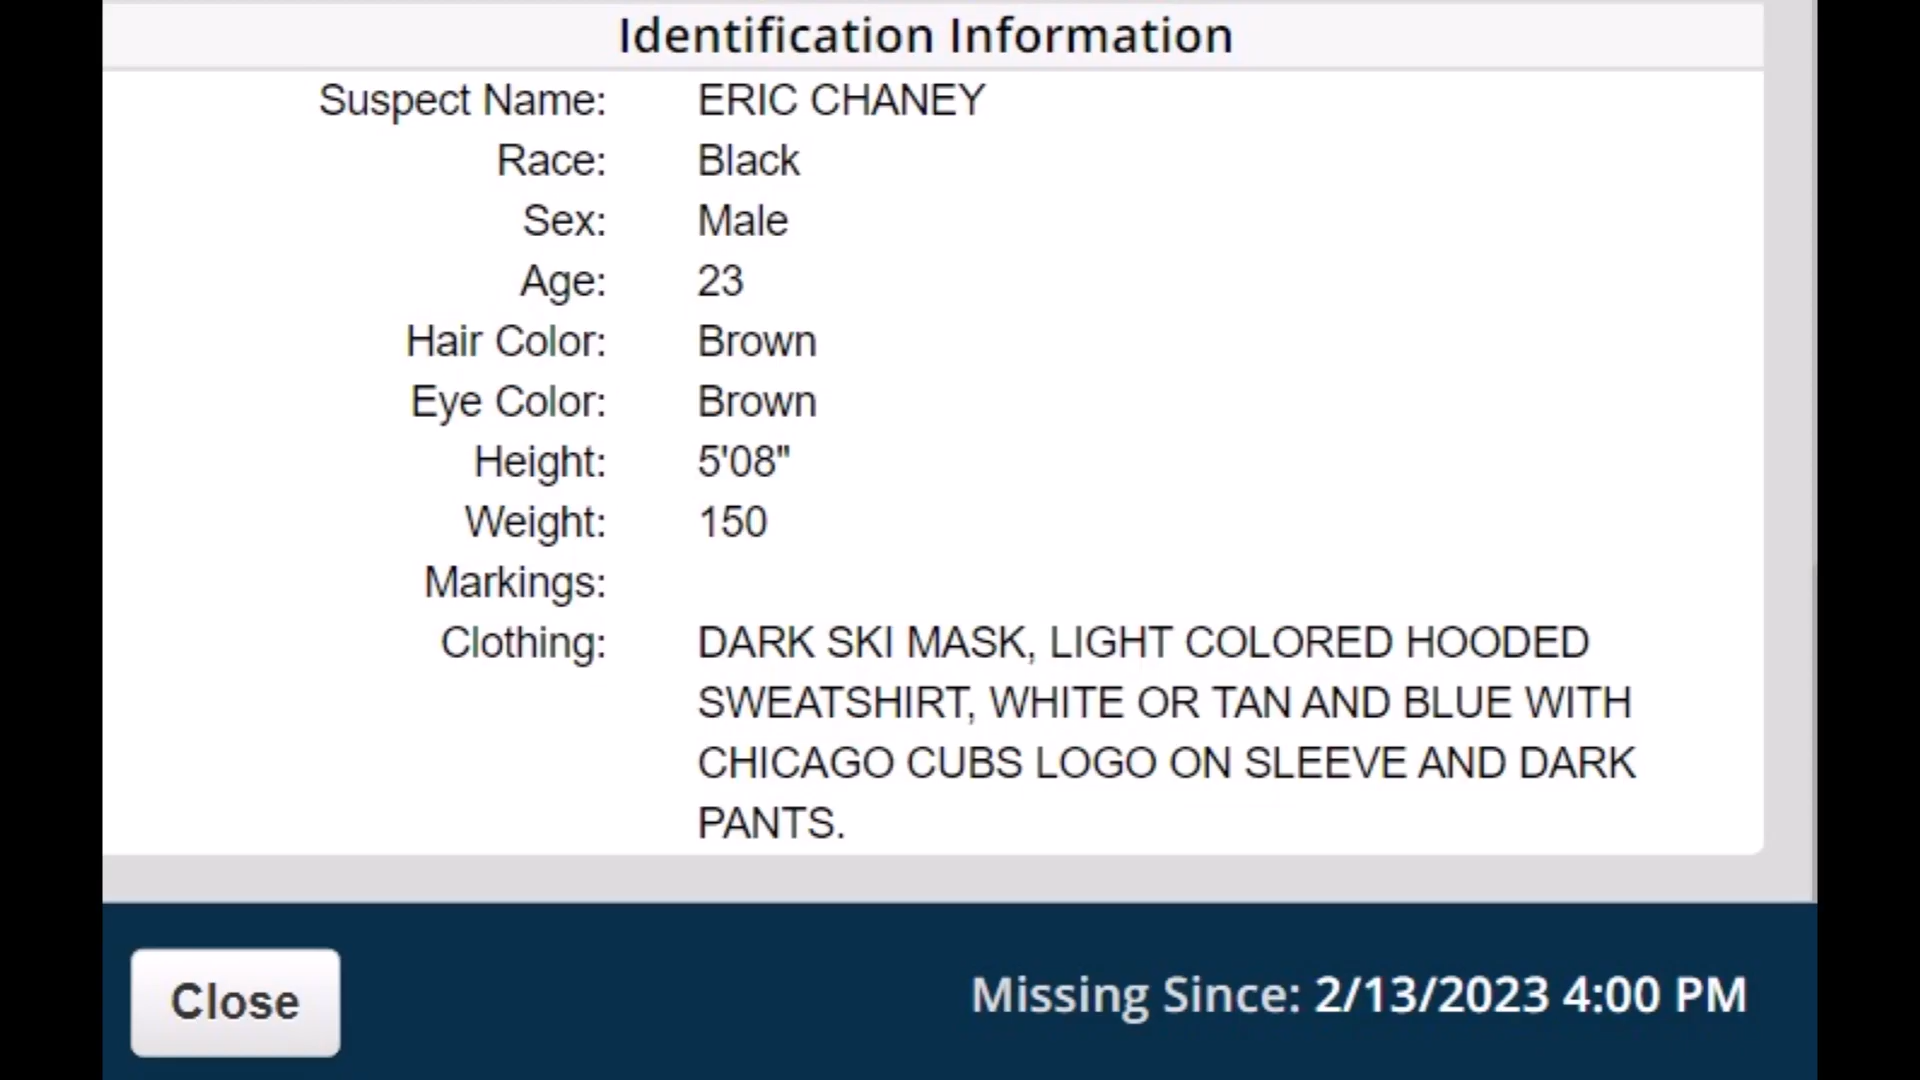 Identification Information
Suspect Name: ERIC CHANEY
Race: Black
Sex: Male
Age: 23
Hair Color: Brown
Eye Color: Brown
Height: 5'08"
Weight: 150
Markings:
Clothing: DARK SKI MASK, LIGHT COLORED HOODED
SWEATSHIRT, WHITE OR TAN AND BLUE WITH
CHICAGO CUBS LOGO ON SLEEVE AND DARK
PANTS.
Close
Missing Since: 2/13/2023 4:00 PM